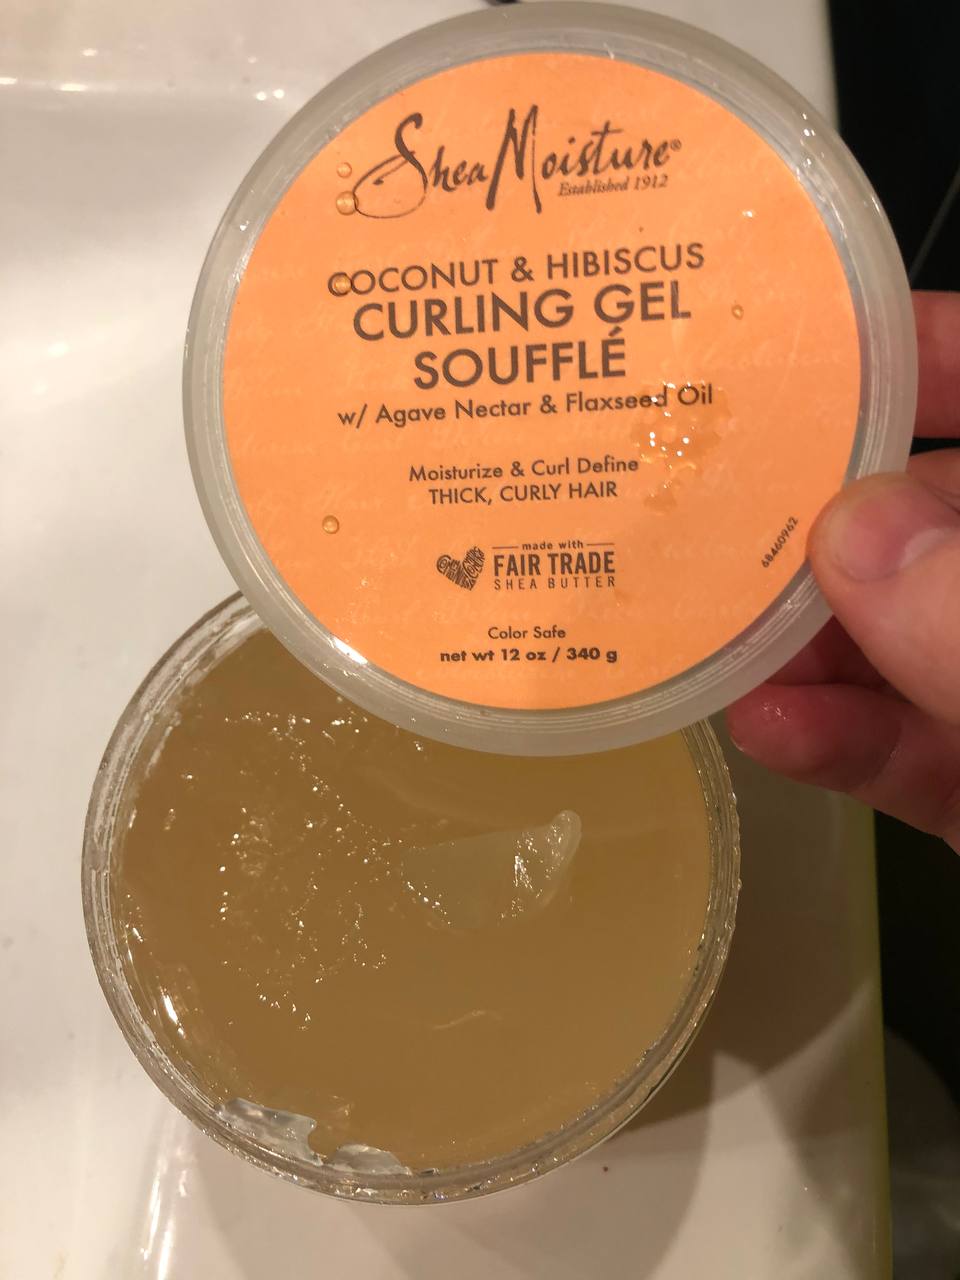 SheaMoisture®
Established 1912
COCONUT & HIBISCUS
CURLING GEL
SOUFFLÉ
w/ Agave Nectar & Flaxseed Oil
Moisturize & Curl Define
THICK, CURLY HAIR
made with
FAIR TRADE
SHEA BUTTER
68460962
Color Safe
net wt 12 oz / 340 g